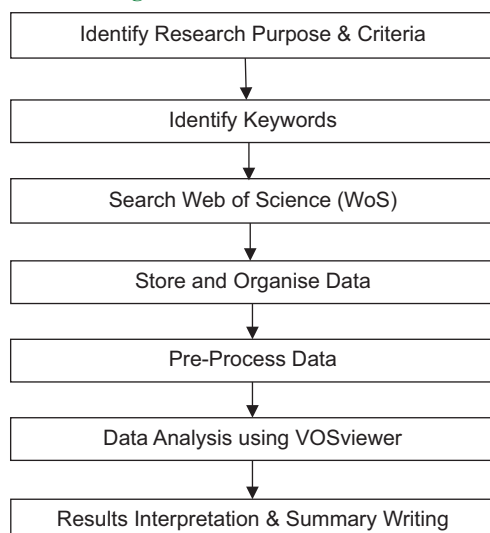 Identify Research Purpose & Criteria
Identify Keywords
Search Web of Science (WoS)
Store and Organise Data
Pre-Process Data
Data Analysis using VOSviewer
Results Interpretation & Summary Writing